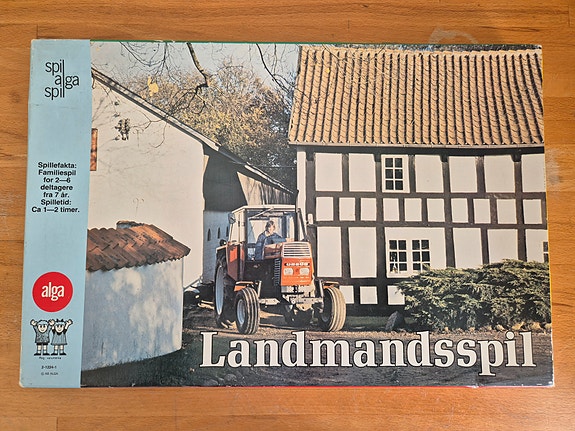 spil
alga
spil
Spillefakta:
Familiespil
for 2—6
deltagere
fra 7 år.
Spilletid:
Ca 1—2 timer.
alga
Landmandsspil